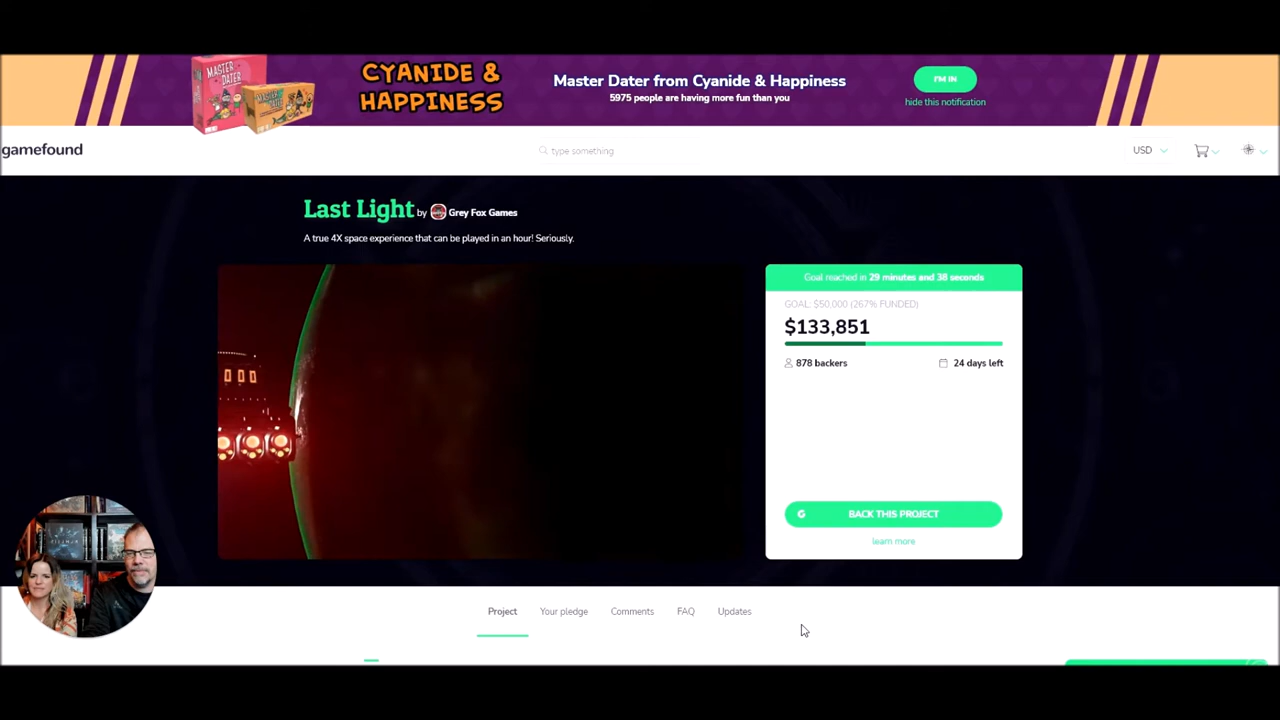 MASTER DATER
CYANIDE &
HAPPINESS
Master Dater from Cyanide & Happiness
5975 people are having more fun than you
I'M IN
hide this notification
gamefound
type something
USD
Last Light by Grey Fox Games
A true 4X space experience that can be played in an hour! Seriously.
Goal reached in 29 minutes and 38 seconds
GOAL: $50,000 (267% FUNDED)
$133,851
878 backers
24 days left
BACK THIS PROJECT
learn more
Project
Your pledge
Comments
FAQ
Updates